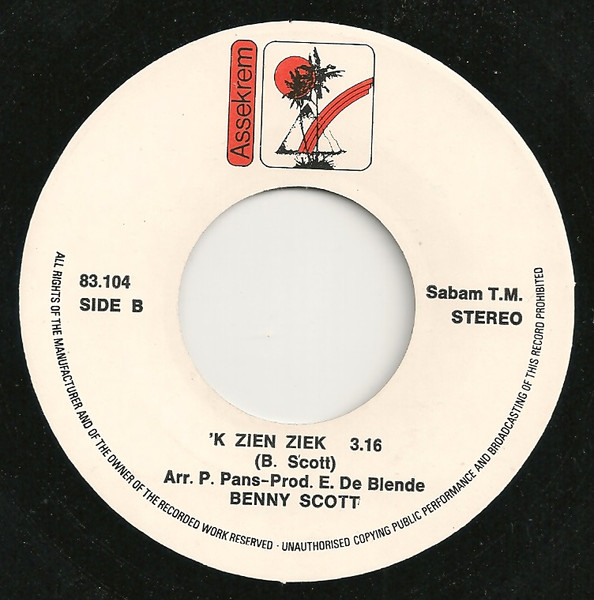 Assekrem
83.104
SIDE B
Sabam T.M.
STEREO
'K ZIEN ZIEK 3.16
(B. Scott)
Arr. P. Pans-Prod. E. De Blende
BENNY SCOTT
ALL RIGHTS OF THE MANUFACTURER AND OF THE OWNER OF THE RECORDED WORK RESERVED · UNAUTHORISED COPYING PUBLIC PERFORMANCE AND BROADCASTING OF THIS RECORD PROHIBITED